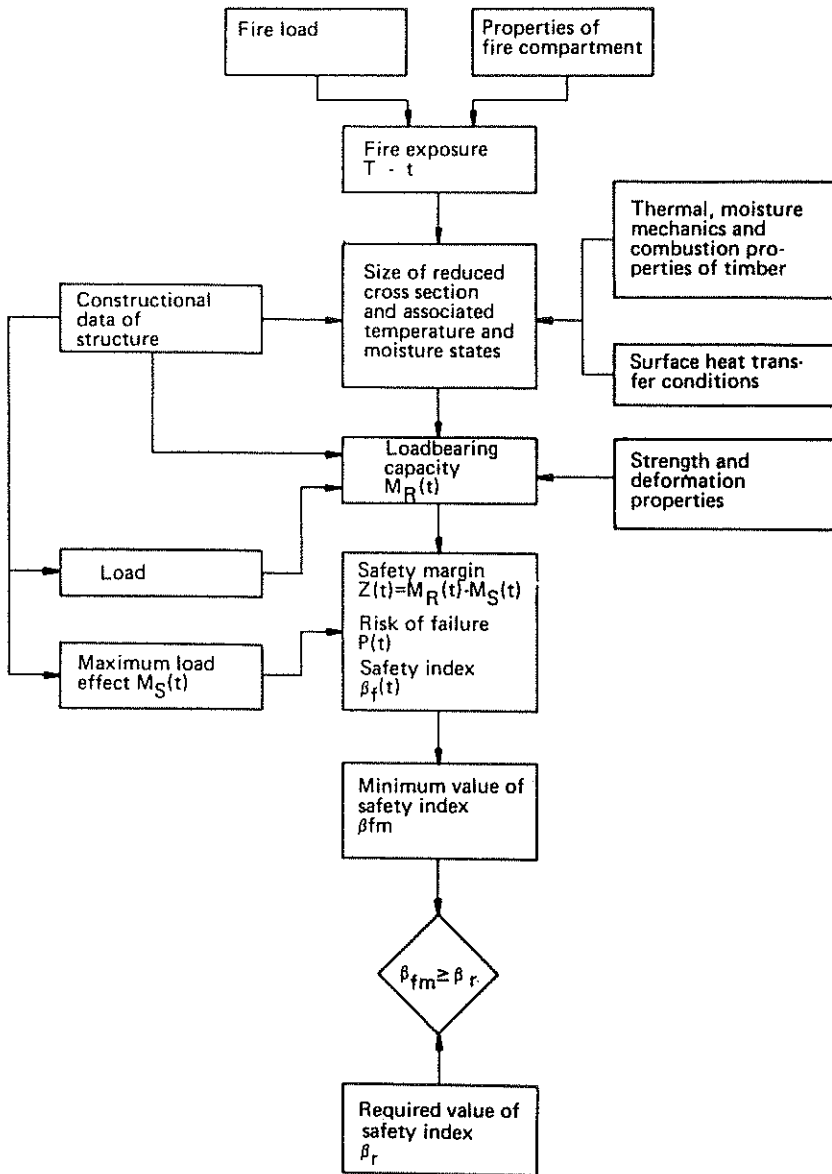 Fire load
Properties of
fire compartment
Fire exposure
T - t
Thermal, moisture
mechanics and
combustion pro-
perties of timber
Size of reduced
cross section
and associated
temperature and
moisture states
Constructional
data of
structure
Surface heat trans-
fer conditions
Loadbearing
capacity
M_R(t)
Strength and
deformation
properties
Load
Safety margin
Z(t)=M_R(t)-M_S(t)
Risk of failure
P(t)
Safety index
β_f(t)
Maximum load
effect M_S(t)
Minimum value of
safety index
βfm
β_fm ≥ β_r.
Required value of
safety index
β_r